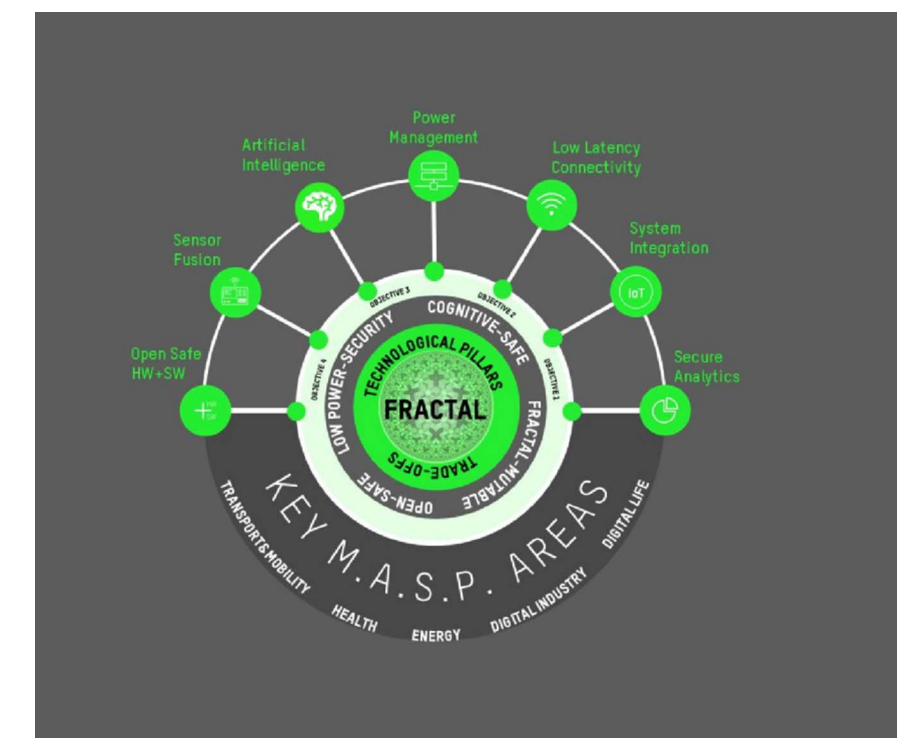 Power
Management
Artificial
Intelligence
Low Latency
Connectivity
Sensor
Fusion
System
Integration
IoT
Open Safe
HW+SW
Secure
Analytics
OBJECTIVE 4
OBJECTIVE 3
OBJECTIVE 2
OBJECTIVE 1
LOW POWER-SECURITY
COGNITIVE-SAFE
FRACTAL-MUTABLE
OPEN-SAFE
TECHNOLOGICAL PILLARS
FRACTAL
TRADE-OFFS
KEY M.A.S.P. AREAS
TRANSPORT& MOBILITY
HEALTH
ENERGY
DIGITAL INDUSTRY
DIGITAL LIFE